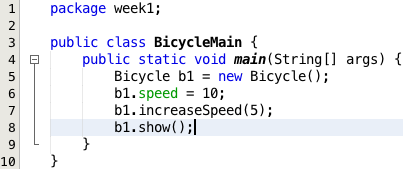 1 package week1;
2
3 public class BicycleMain {
4     public static void main(String[] args) {
5         Bicycle b1 = new Bicycle();
6         b1.speed = 10;
7         b1.increaseSpeed(5);
8         b1.show();
9     }
10 }